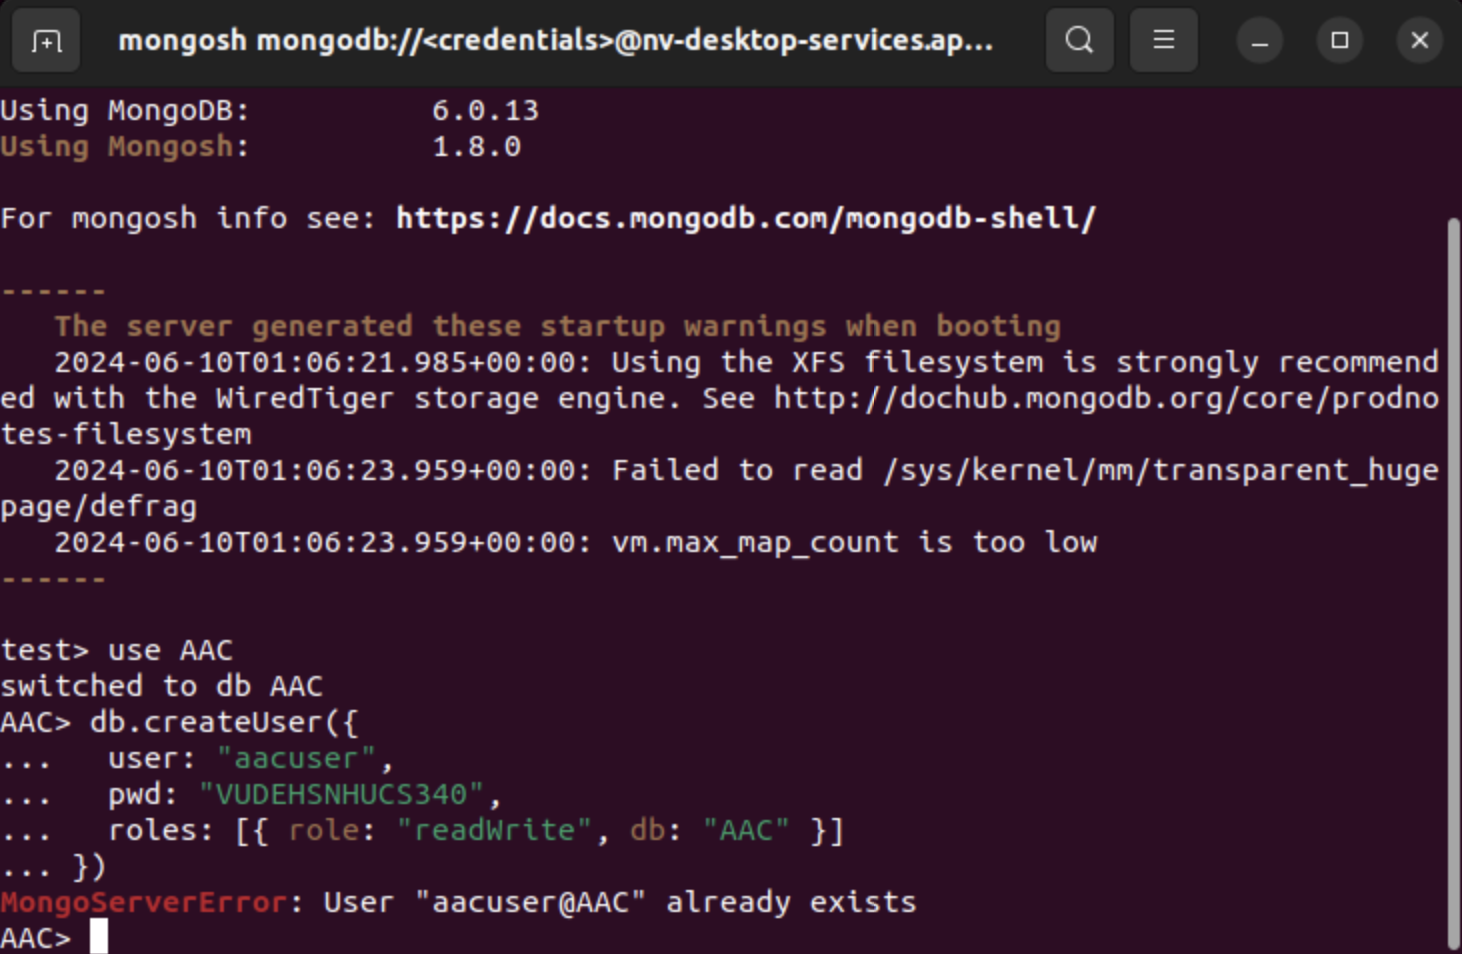 mongosh mongodb://<credentials>@nv-desktop-services.ap...
Using MongoDB: 6.0.13
Using Mongosh: 1.8.0
For mongosh info see: https://docs.mongodb.com/mongodb-shell/
------
The server generated these startup warnings when booting
2024-06-10T01:06:21.985+00:00: Using the XFS filesystem is strongly recommend
ed with the WiredTiger storage engine. See http://dochub.mongodb.org/core/prodno
tes-filesystem
2024-06-10T01:06:23.959+00:00: Failed to read /sys/kernel/mm/transparent_huge
page/defrag
2024-06-10T01:06:23.959+00:00: vm.max_map_count is too low
------
test> use AAC
switched to db AAC
AAC> db.createUser({
...   user: "aacuser",
...   pwd: "VUDEHSNHUCS340",
...   roles: [{ role: "readWrite", db: "AAC" }]
... })
MongoServerError: User "aacuser@AAC" already exists
AAC>